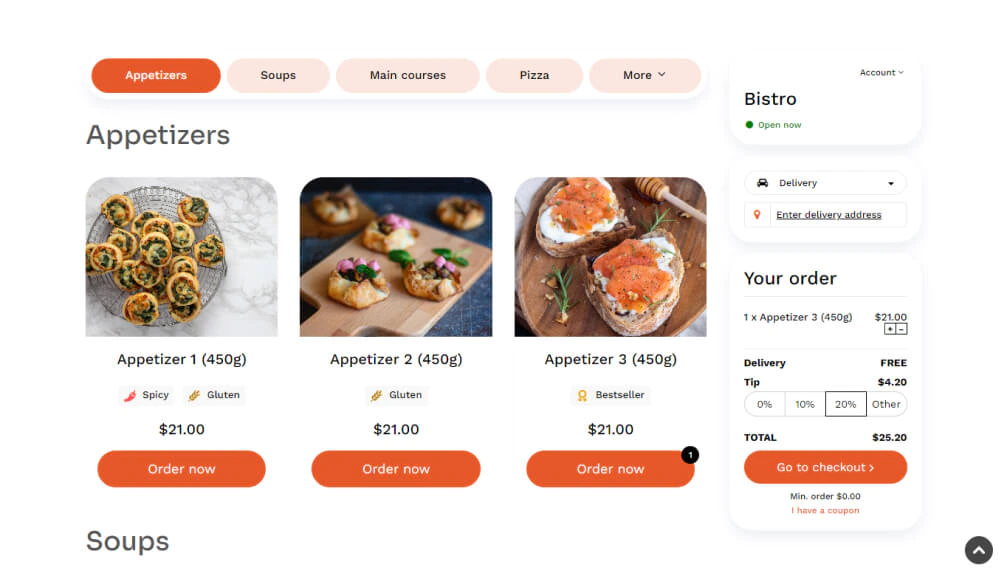 Appetizers
Soups
Main courses
Pizza
More
Appetizers
Appetizer 1 (450g)
Spicy
Gluten
$21.00
Order now
Appetizer 2 (450g)
Gluten
$21.00
Order now
Appetizer 3 (450g)
Bestseller
$21.00
Order now
1
Soups
Account
Bistro
Open now
Delivery
Enter delivery address
Your order
1 x Appetizer 3 (450g) $21.00
+ −
Delivery FREE
Tip $4.20
0% 10% 20% Other
TOTAL $25.20
Go to checkout >
Min. order $0.00
I have a coupon